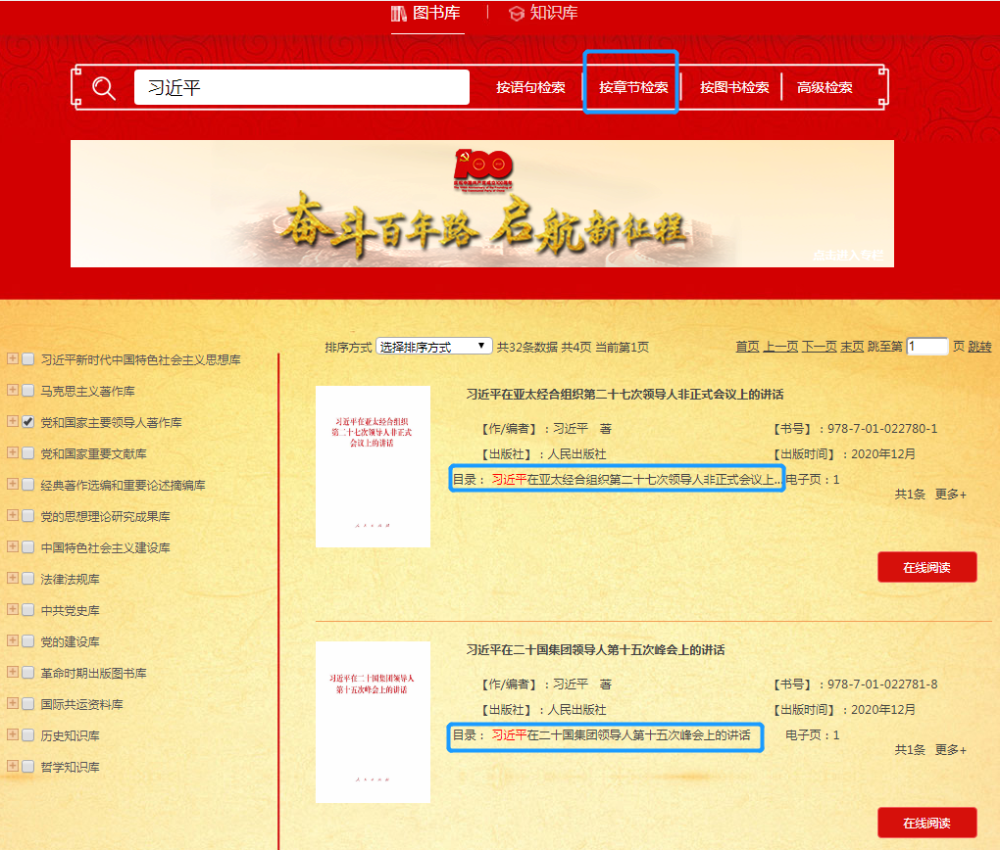 图书库 | 知识库
习近平 按语句检索 按章节检索 按图书检索 高级检索
100
奋斗百年路 启航新征程
点击进入专栏
排序方式 选择排序方式 共32条数据 共4页 当前第1页 首页 上一页 下一页 末页 跳至第 1 页 跳转
习近平新时代中国特色社会主义思想库
马克思主义著作库
党和国家主要领导人著作库
党和国家重要文献库
经典著作选编和重要论述摘编库
党的思想理论研究成果库
中国特色社会主义建设库
法律法规库
中共党史库
党的建设库
革命时期出版图书库
国际共运资料库
历史知识库
哲学知识库
习近平在亚太经合组织
第二十七次领导人非正式
会议上的讲话
人民出版社
习近平在亚太经合组织第二十七次领导人非正式会议上的讲话
【作/编者】：习近平 著 【书号】：978-7-01-022780-1
【出版社】：人民出版社 【出版时间】：2020年12月
目录： 习近平在亚太经合组织第二十七次领导人非正式会议上... 电子页：1
共1条 更多+
在线阅读
习近平在二十国集团领导人
第十五次峰会上的讲话
人民出版社
习近平在二十国集团领导人第十五次峰会上的讲话
【作/编者】：习近平 著 【书号】：978-7-01-022781-8
【出版社】：人民出版社 【出版时间】：2020年12月
目录： 习近平在二十国集团领导人第十五次峰会上的讲话 电子页：1
共1条 更多+
在线阅读